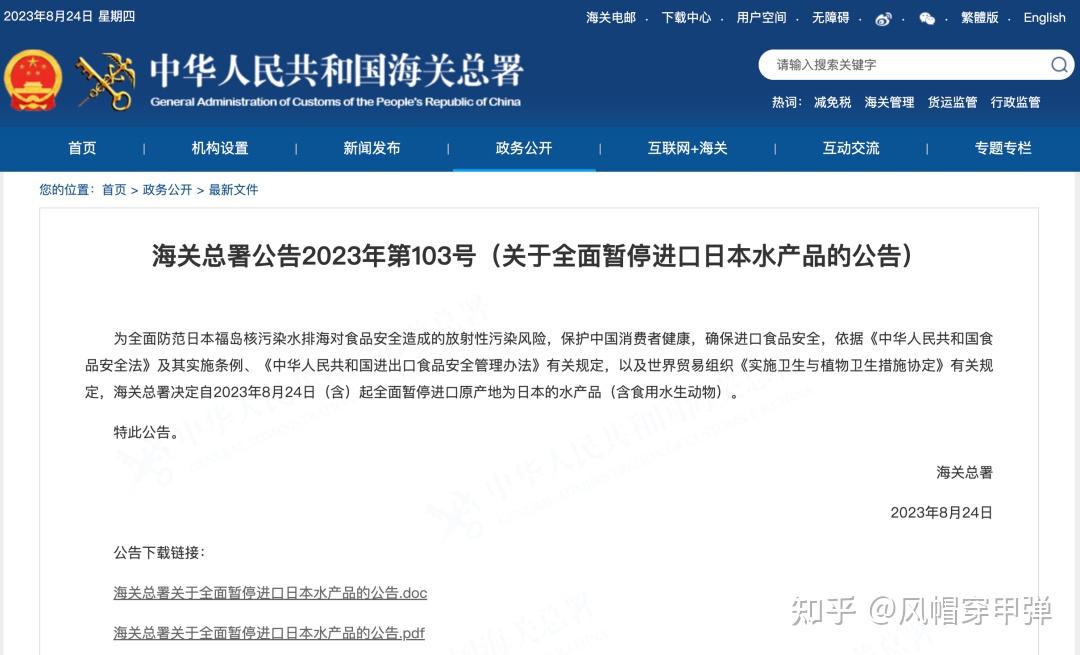 2023年8月24日 星期四
海关电邮 . 下载中心 . 用户空间 . 无障碍 . . . 繁體版 . English
中华人民共和国海关总署
General Administration of Customs of the People's Republic of China
请输入搜索关键字
热词： 减免税 海关管理 货运监管 行政监管
首页 | 机构设置 | 新闻发布 | 政务公开 | 互联网+海关 | 互动交流 | 专题专栏
您的位置：首页 > 政务公开 > 最新文件
海关总署公告2023年第103号（关于全面暂停进口日本水产品的公告）
为全面防范日本福岛核污染水排海对食品安全造成的放射性污染风险，保护中国消费者健康，确保进口食品安全，依据《中华人民共和国食
品安全法》及其实施条例、《中华人民共和国进出口食品安全管理办法》有关规定，以及世界贸易组织《实施卫生与植物卫生措施协定》有关规
定，海关总署决定自2023年8月24日（含）起全面暂停进口原产地为日本的水产品（含食用水生动物）。
特此公告。
海关总署
2023年8月24日
公告下载链接：
海关总署关于全面暂停进口日本水产品的公告.doc
海关总署关于全面暂停进口日本水产品的公告.pdf
知乎 @风帽穿甲弹